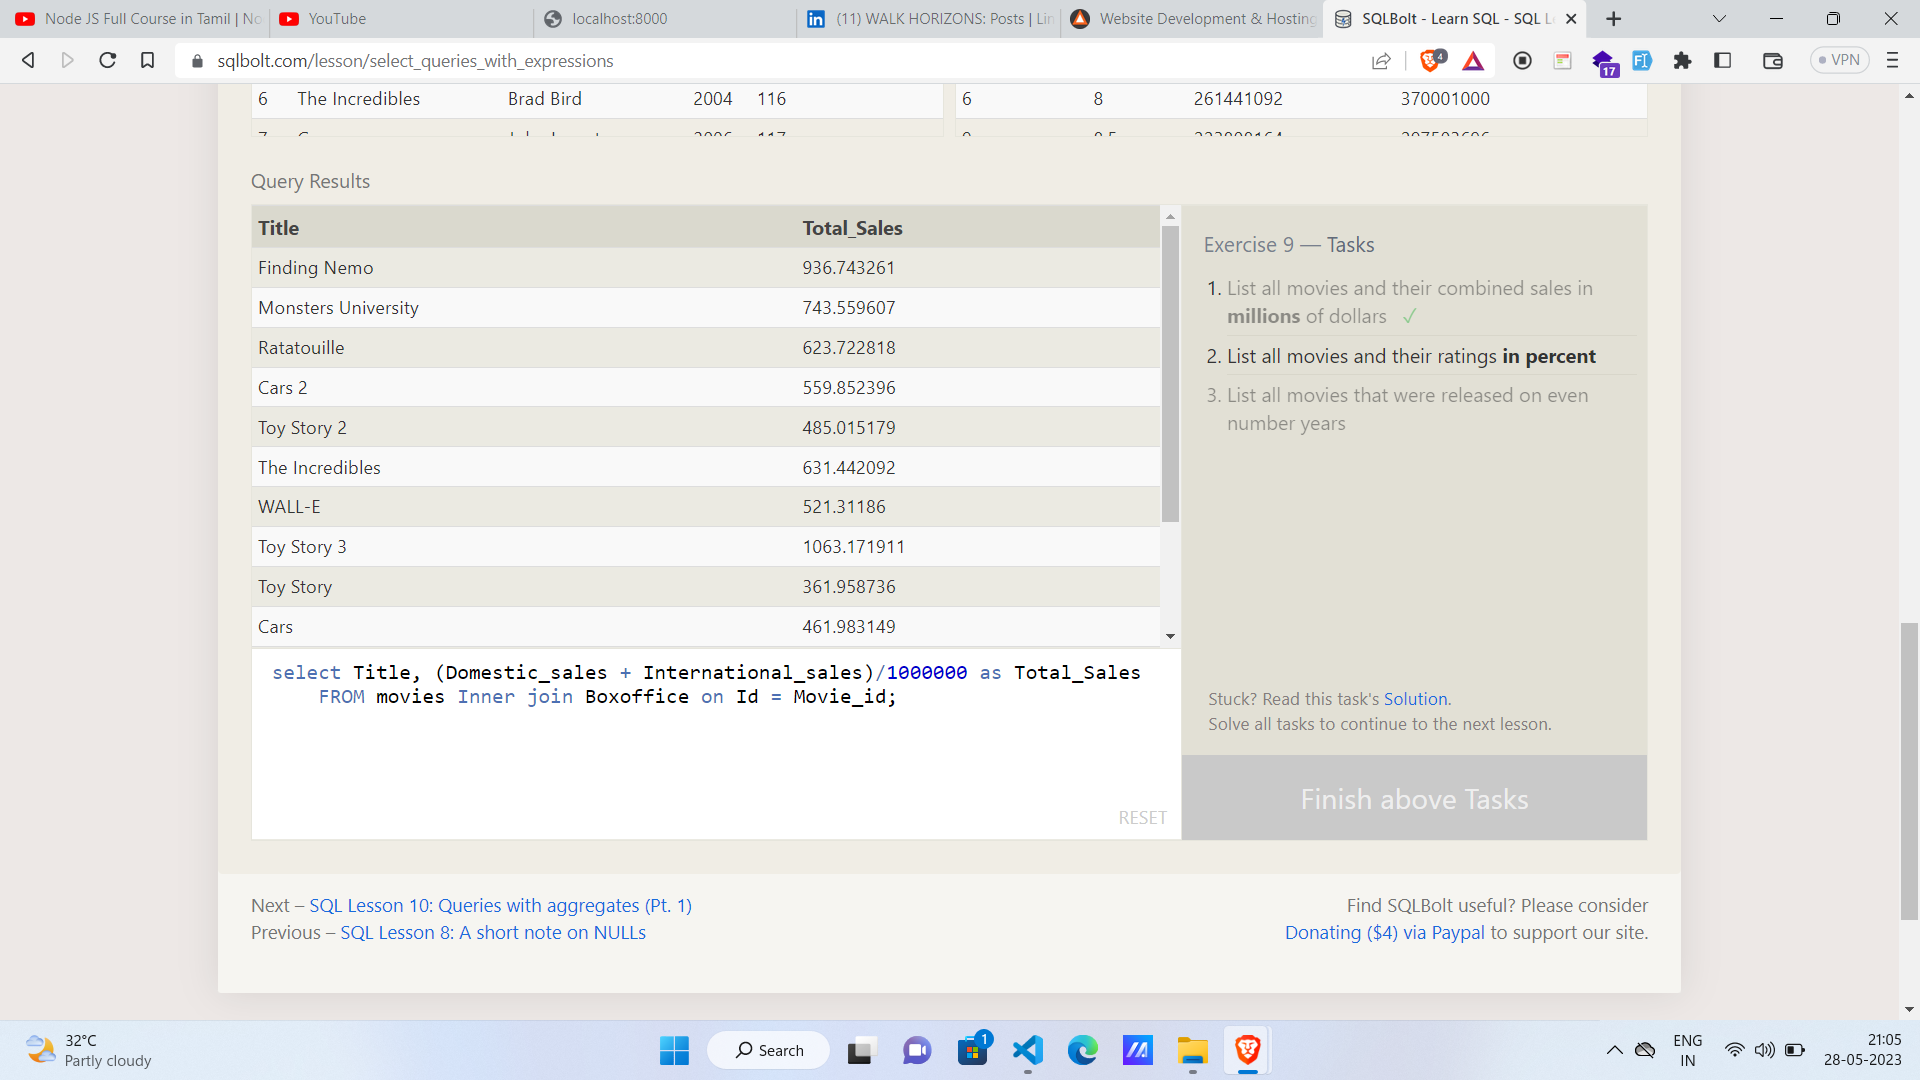 Node JS Full Course in Tamil | No
YouTube
localhost:8000
(11) WALK HORIZONS: Posts | Lin
Website Development & Hosting
SQLBolt - Learn SQL - SQL Le
sqlbolt.com/lesson/select_queries_with_expressions
4
17
VPN
6 The Incredibles Brad Bird 2004 116
6 8 261441092 370001000
Query Results
Title Total_Sales
Finding Nemo 936.743261
Monsters University 743.559607
Ratatouille 623.722818
Cars 2 559.852396
Toy Story 2 485.015179
The Incredibles 631.442092
WALL-E 521.31186
Toy Story 3 1063.171911
Toy Story 361.958736
Cars 461.983149
select Title, (Domestic_sales + International_sales)/1000000 as Total_Sales
FROM movies Inner join Boxoffice on Id = Movie_id;
RESET
Exercise 9 — Tasks
1. List all movies and their combined sales in
millions of dollars ✓
2. List all movies and their ratings in percent
3. List all movies that were released on even
number years
Stuck? Read this task's Solution.
Solve all tasks to continue to the next lesson.
Finish above Tasks
Next – SQL Lesson 10: Queries with aggregates (Pt. 1)
Previous – SQL Lesson 8: A short note on NULLs
Find SQLBolt useful? Please consider
Donating ($4) via Paypal to support our site.
32°C
Partly cloudy
Search
1
ENG
IN
21:05
28-05-2023